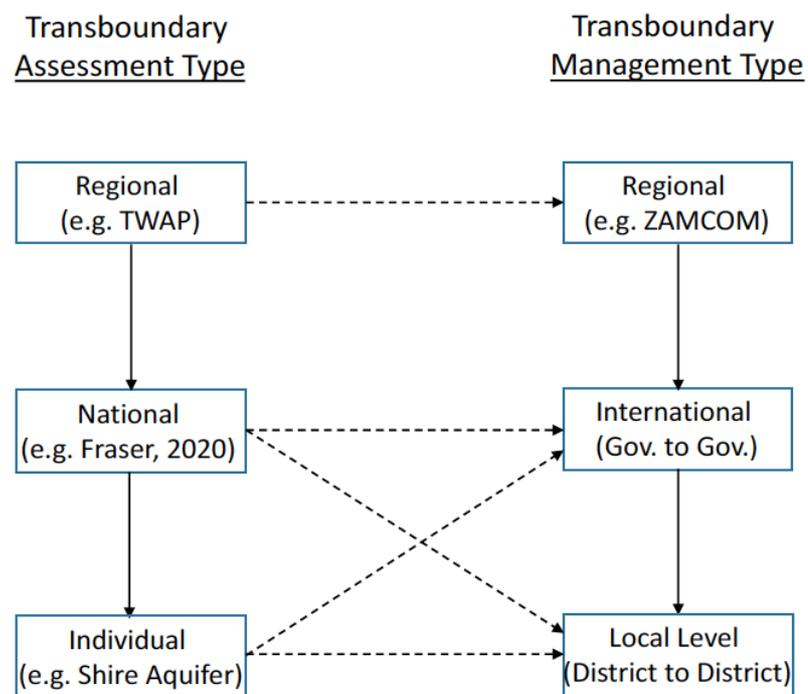 Transboundary
Assessment Type
Transboundary
Management Type
Regional
(e.g. TWAP)
Regional
(e.g. ZAMCOM)
National
(e.g. Fraser, 2020)
International
(Gov. to Gov.)
Individual
(e.g. Shire Aquifer)
Local Level
(District to District)